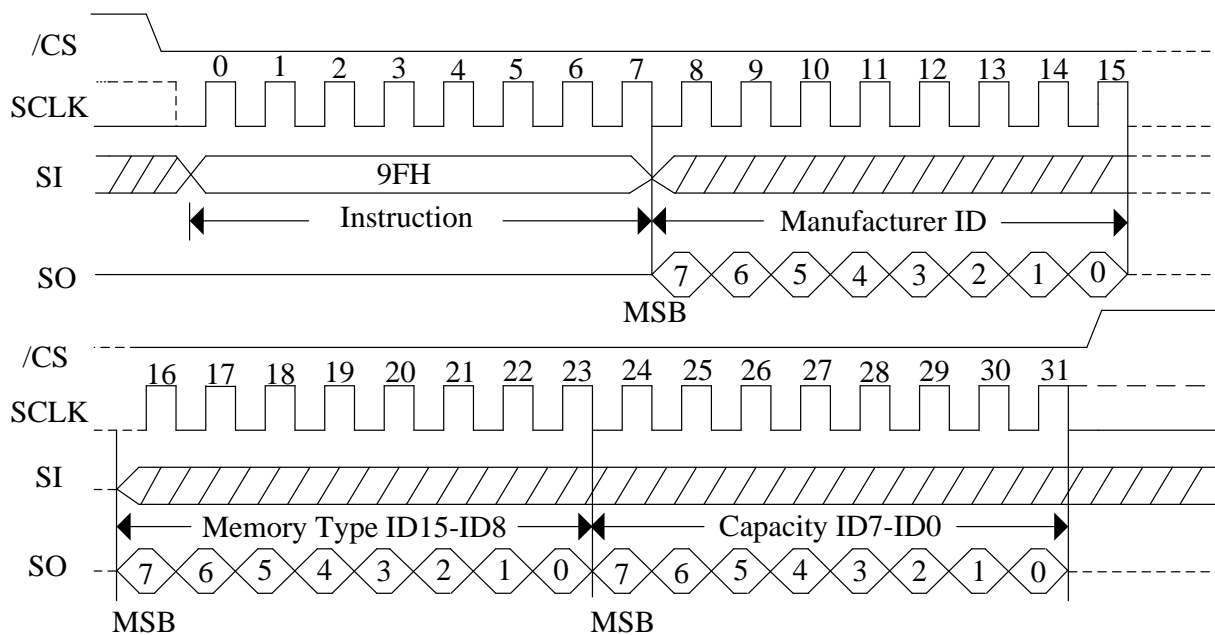 /CS
0 1 2 3 4 5 6 7 8 9 10 11 12 13 14 15
SCLK
SI 9FH
Instruction Manufacturer ID
SO 7 6 5 4 3 2 1 0
MSB
/CS
16 17 18 19 20 21 22 23 24 25 26 27 28 29 30 31
SCLK
SI
Memory Type ID15-ID8 Capacity ID7-ID0
SO 7 6 5 4 3 2 1 0 7 6 5 4 3 2 1 0
MSB MSB